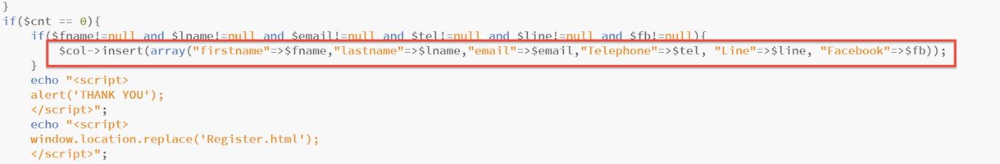 }
if($cnt == 0){
if($fname!=null and $lname!=null and $email!=null and $tel!=null and $line!=null and $fb!=null){
$col->insert(array("firstname"=>$fname,"lastname"=>$lname,"email"=>$email,"Telephone"=>$tel, "Line"=>$line, "Facebook"=>$fb));
}
echo "<script>
alert('THANK YOU');
</script>";
echo "<script>
window.location.replace('Register.html');
</script>";